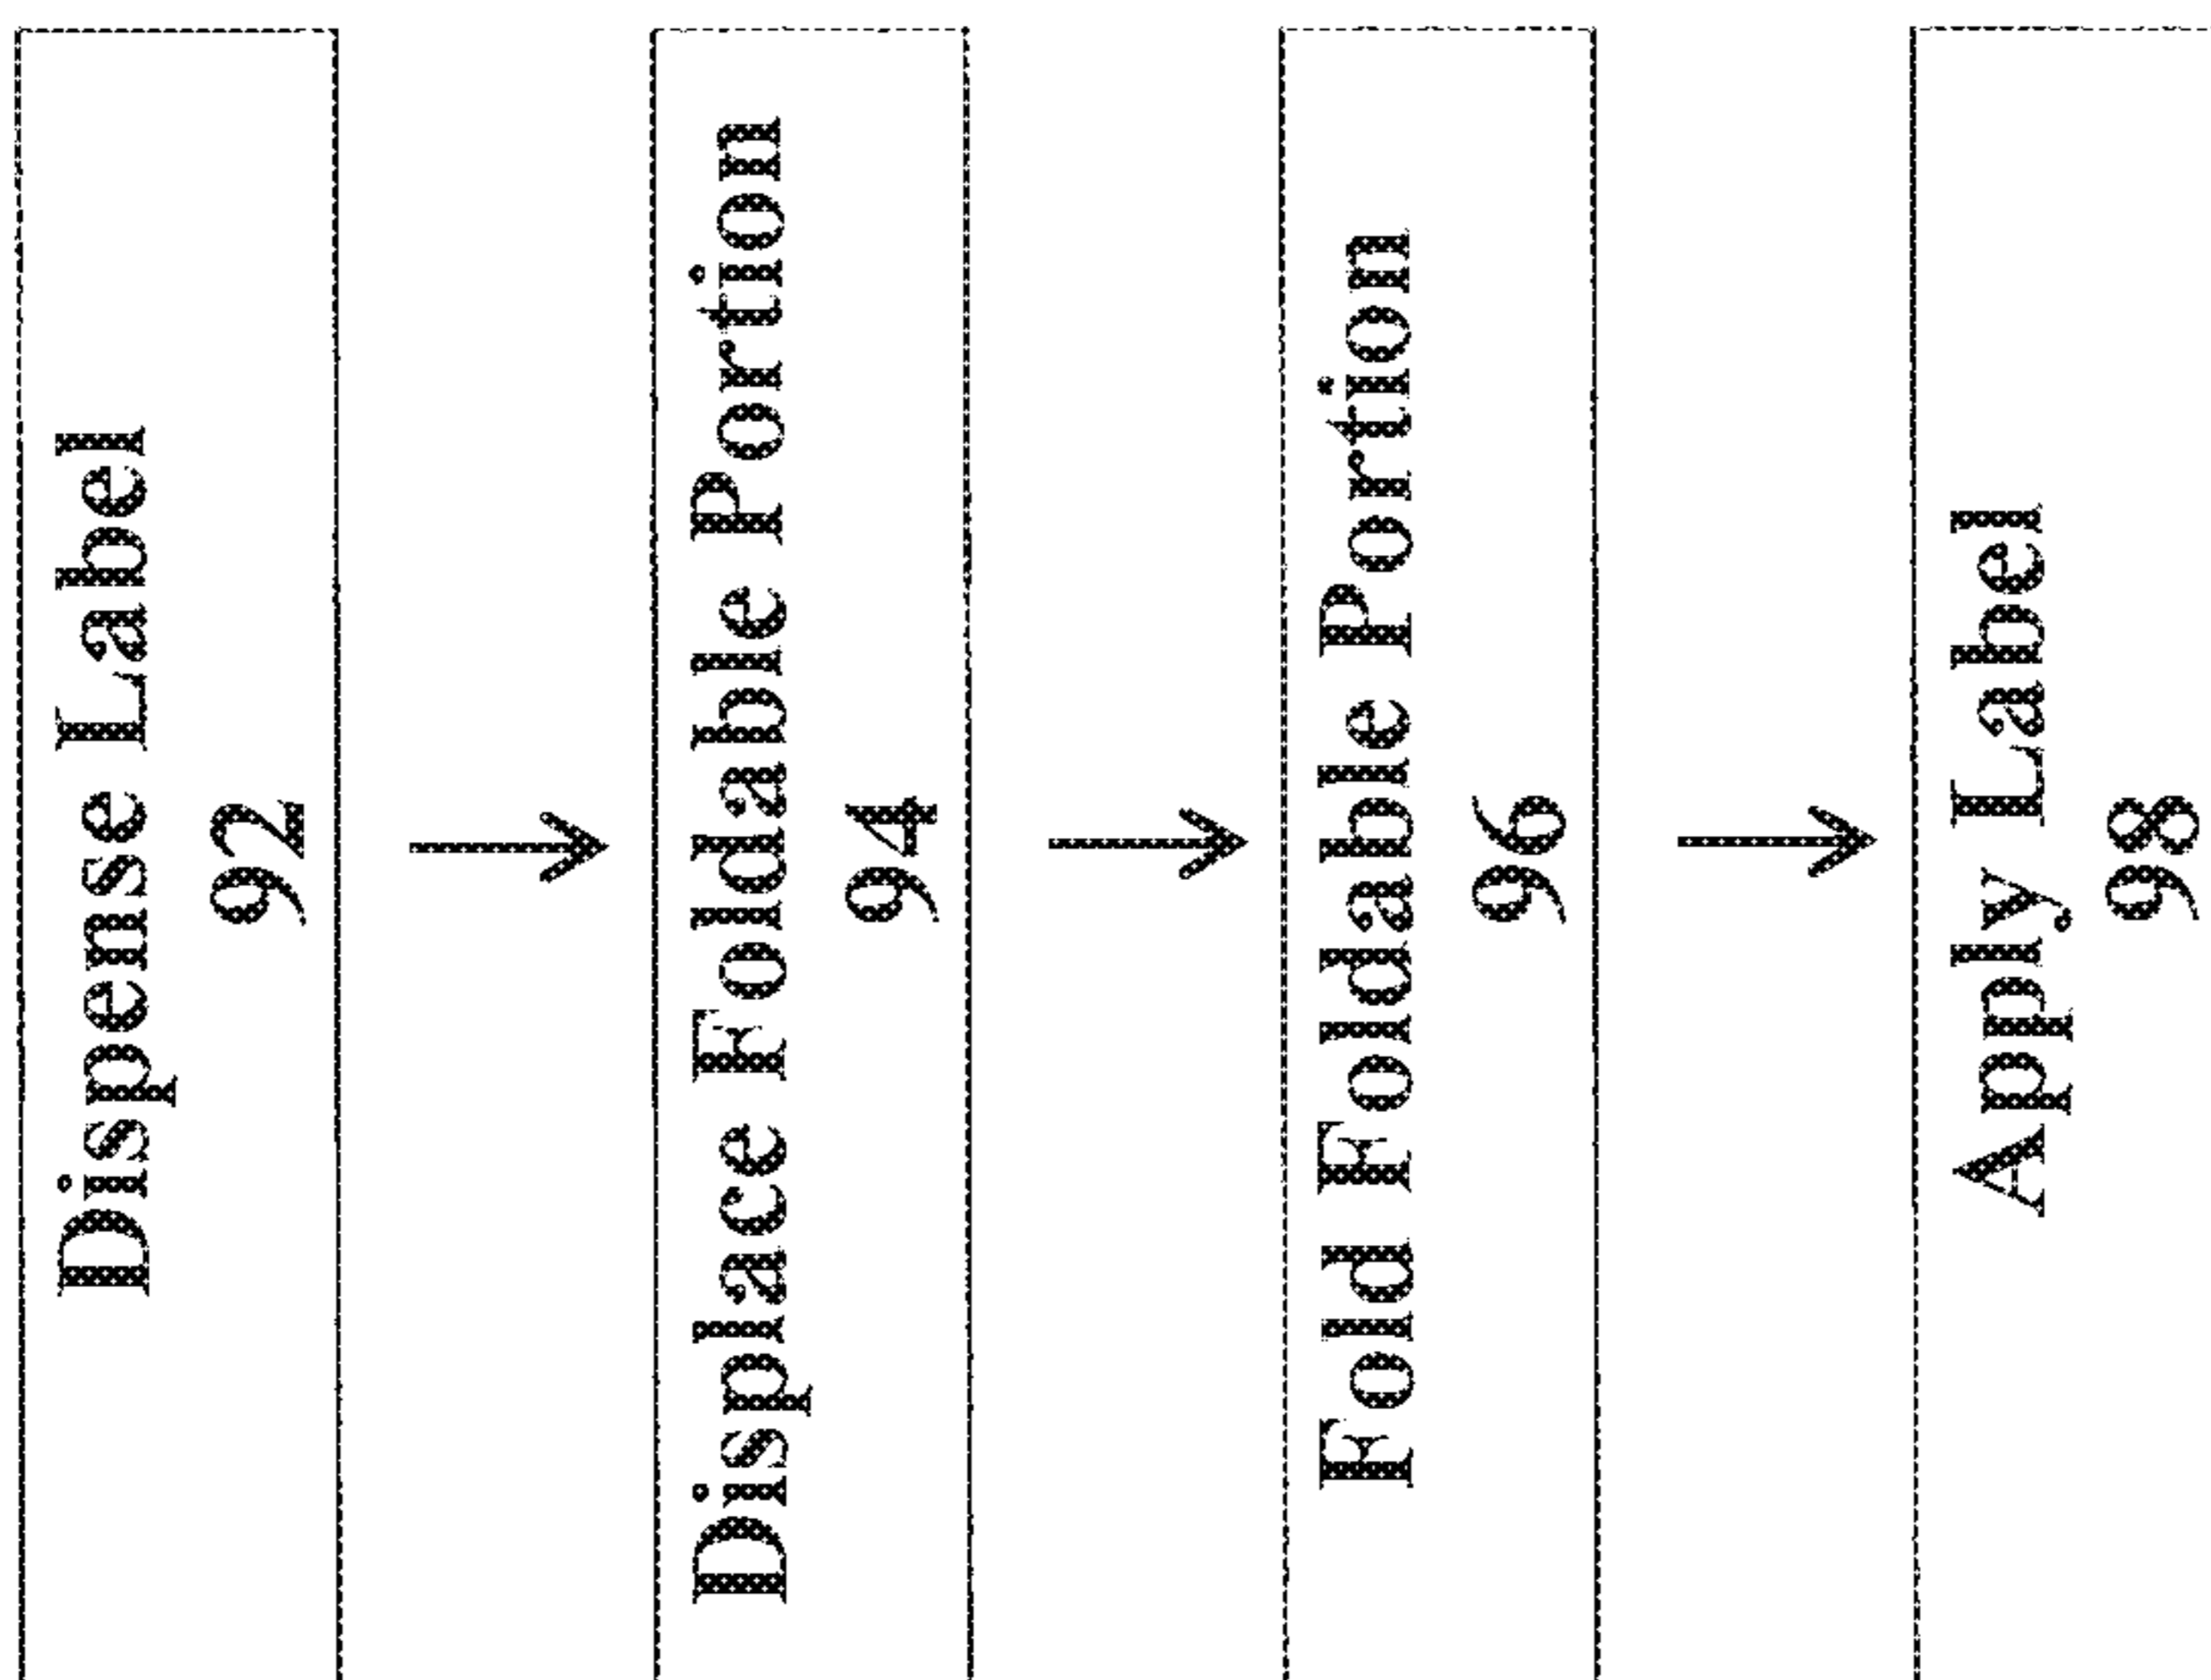 Dispense Label
92
Displace Foldable Portion
94
Fold Foldable Portion
96
Apply Label
98